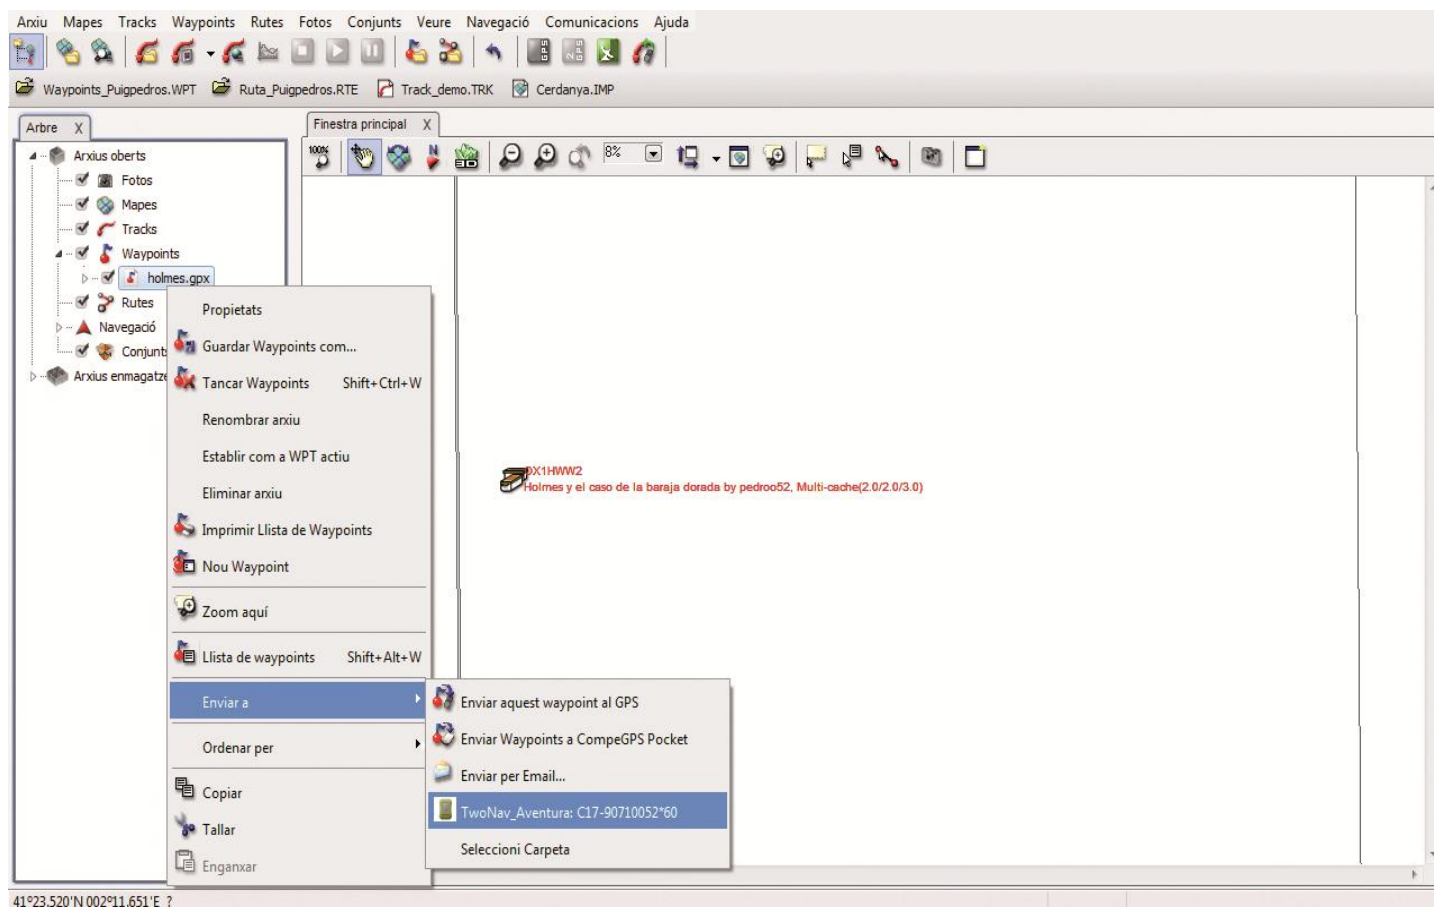 Arxiu Mapes Tracks Waypoints Rutes Fotos Conjunts Veure Navegació Comunicacions Ajuda
Waypoints_Puigpedros.WPT Ruta_Puigpedros.RTE Track_demo.TRK Cerdanya.IMP
Arbre X
Finestra principal X
Arxius oberts
Fotos
Mapes
Tracks
Waypoints
holmes.gpx
Rutes
Navegació
Conjunts
Arxius enmagatze
100%
N
8%
Propietats
Guardar Waypoints com...
Tancar Waypoints Shift+Ctrl+W
Renombrar arxiu
Establir com a WPT actiu
Eliminar arxiu
Imprimir Llista de Waypoints
Nou Waypoint
Zoom aquí
Llista de waypoints Shift+Alt+W
Enviar a
Ordenar per
Copiar
Tallar
Enganxar
Enviar aquest waypoint al GPS
Enviar Waypoints a CompeGPS Pocket
Enviar per Email...
TwoNav_Aventura: C17-90710052*60
Seleccioni Carpeta
X1HWW2
Holmes y el caso de la baraja dorada by pedroo52, Multi-cache(2.0/2.0/3.0)
41º23.520'N 002º11.651'E ?